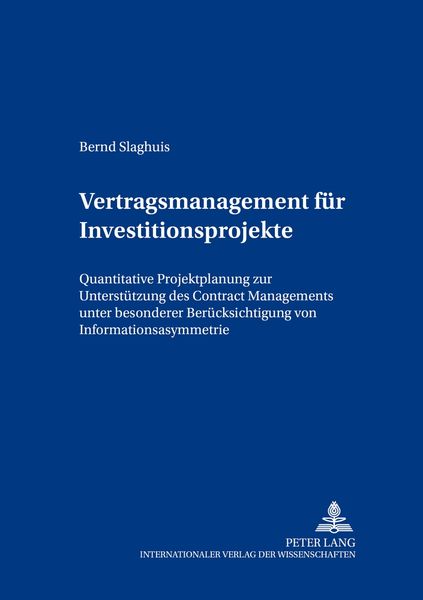 Bernd Slaghuis
Vertragsmanagement für
Investitionsprojekte
Quantitative Projektplanung zur
Unterstützung des Contract Managements
unter besonderer Berücksichtigung von
Informationsasymmetrie
PETER LANG
INTERNATIONALER VERLAG DER WISSENSCHAFTEN